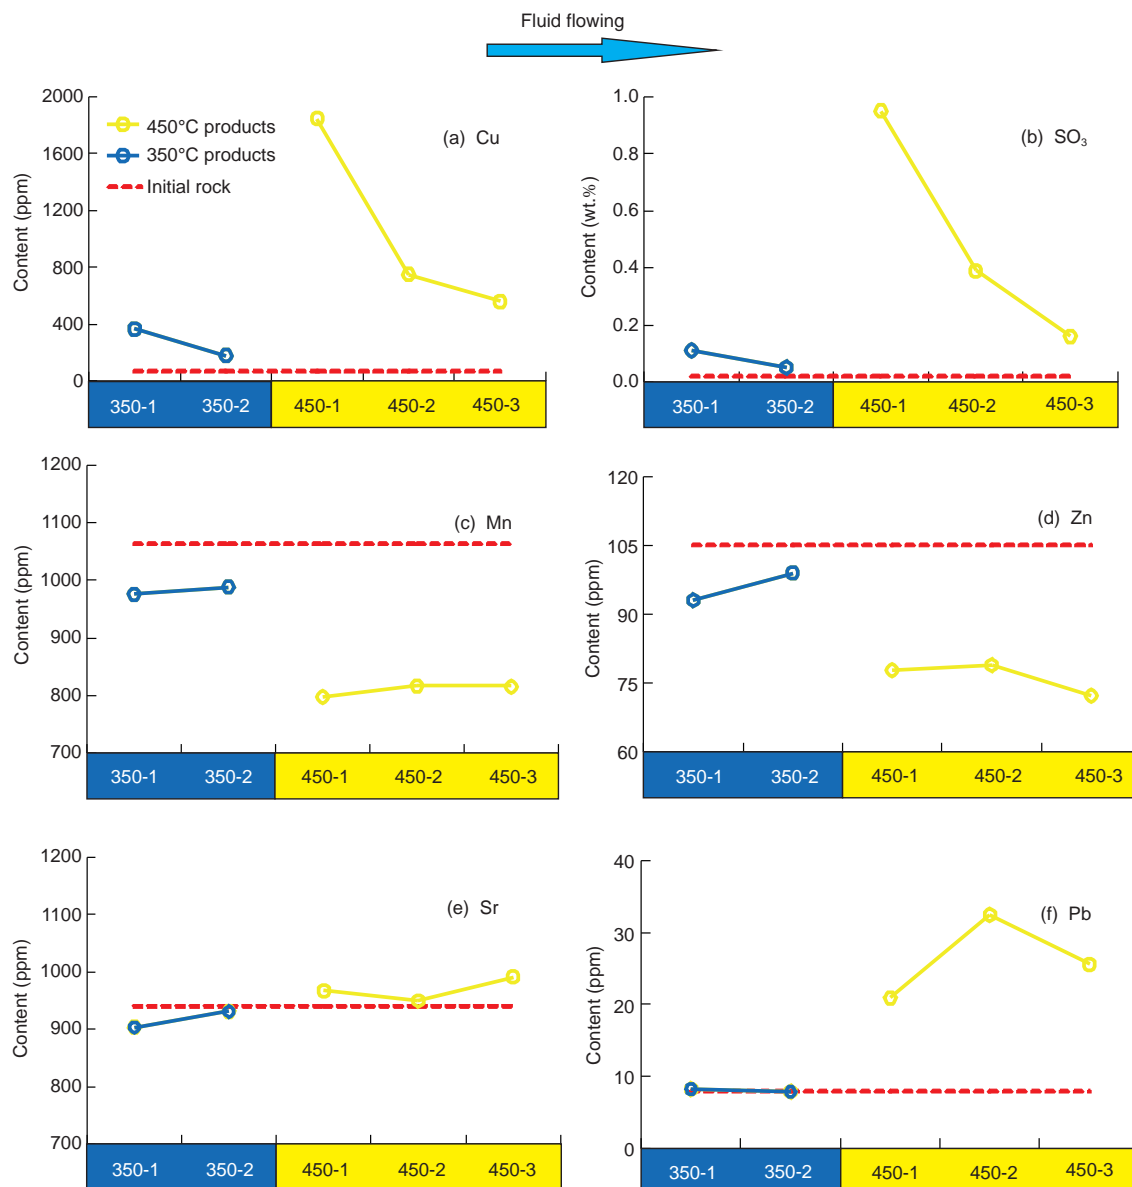 Fluid flowing
(a) Cu
Content (ppm)
2000
1600
1200
800
400
0
450°C products
350°C products
Initial rock
350-1 350-2 450-1 450-2 450-3
(b) SO₃
Content (wt.%)
1.0
0.8
0.6
0.4
0.2
0.0
350-1 350-2 450-1 450-2 450-3
(c) Mn
Content (ppm)
1200
1100
1000
900
800
700
350-1 350-2 450-1 450-2 450-3
(d) Zn
Content (ppm)
120
105
90
75
60
350-1 350-2 450-1 450-2 450-3
(e) Sr
Content (ppm)
1200
1100
1000
900
800
700
350-1 350-2 450-1 450-2 450-3
(f) Pb
Content (ppm)
40
30
20
10
0
350-1 350-2 450-1 450-2 450-3